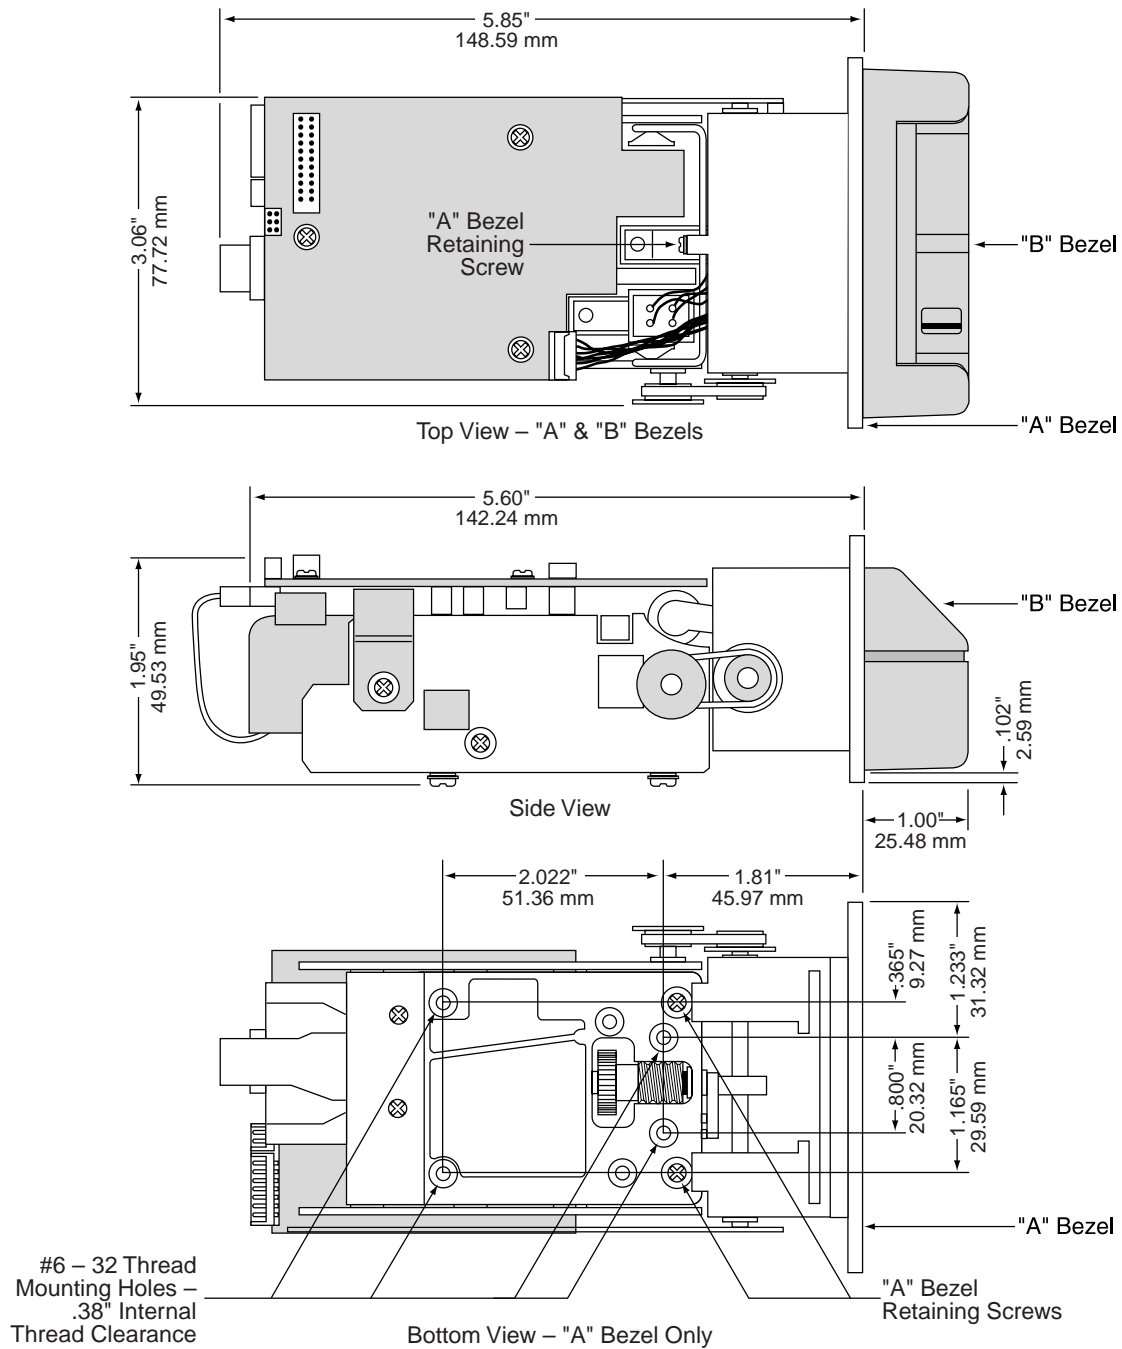 5.85"
148.59 mm
3.06"
77.72 mm
"A" Bezel
Retaining
Screw
"B" Bezel
"A" Bezel
Top View – "A" & "B" Bezels
5.60"
142.24 mm
1.95"
49.53 mm
"B" Bezel
.102"
2.59 mm
Side View
1.00"
25.48 mm
2.022"
51.36 mm
1.81"
45.97 mm
.365"
9.27 mm
1.233"
31.32 mm
.800"
20.32 mm
1.165"
29.59 mm
"A" Bezel
#6 – 32 Thread
Mounting Holes –
.38" Internal
Thread Clearance
"A" Bezel
Retaining Screws
Bottom View – "A" Bezel Only